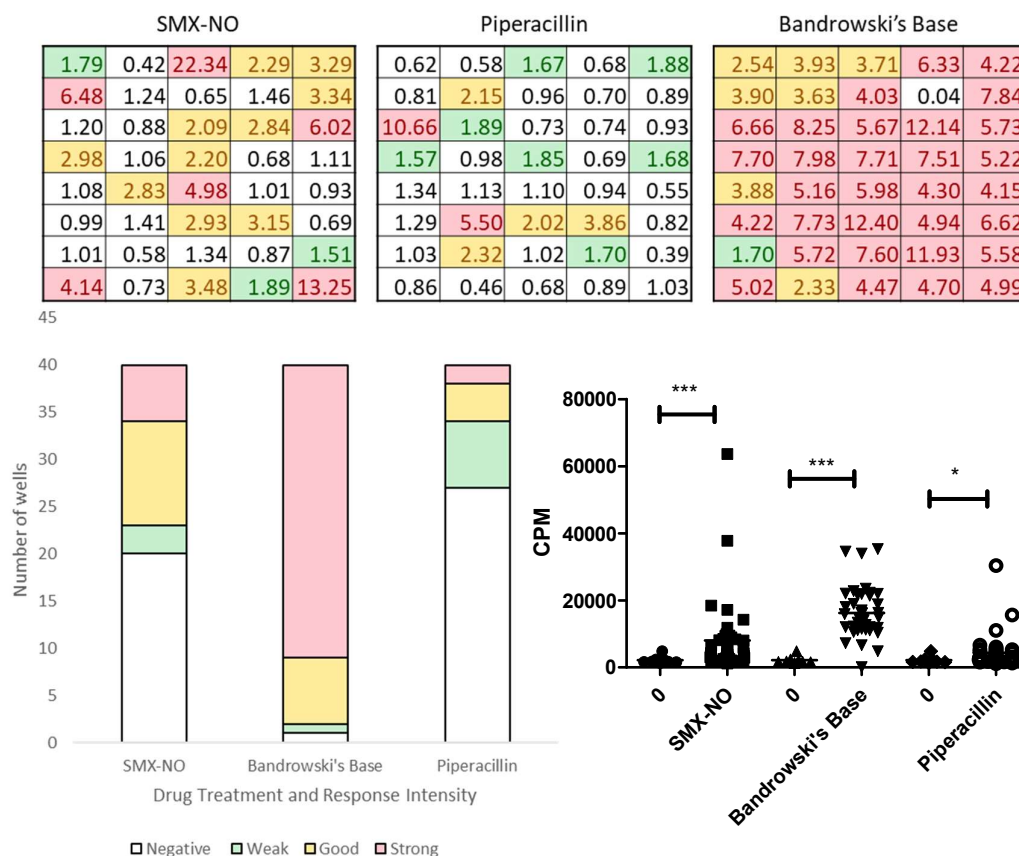 SMX-NO Piperacillin Bandrowski's Base
1.79 0.42 22.34 2.29 3.29 0.62 0.58 1.67 0.68 1.88 2.54 3.93 3.71 6.33 4.22
6.48 1.24 0.65 1.46 3.34 0.81 2.15 0.96 0.70 0.89 3.90 3.63 4.03 0.04 7.84
1.20 0.88 2.09 2.84 6.02 10.66 1.89 0.73 0.74 0.93 6.66 8.25 5.67 12.14 5.73
2.98 1.06 2.20 0.68 1.11 1.57 0.98 1.85 0.69 1.68 7.70 7.98 7.71 7.51 5.22
1.08 2.83 4.98 1.01 0.93 1.34 1.13 1.10 0.94 0.55 3.88 5.16 5.98 4.30 4.15
0.99 1.41 2.93 3.15 0.69 1.29 5.50 2.02 3.86 0.82 4.22 7.73 12.40 4.94 6.62
1.01 0.58 1.34 0.87 1.51 1.03 2.32 1.02 1.70 0.39 1.70 5.72 7.60 11.93 5.58
4.14 0.73 3.48 1.89 13.25 0.86 0.46 0.68 0.89 1.03 5.02 2.33 4.47 4.70 4.99
45
40
35
30
25
20
15
10
5
0
Number of wells
SMX-NO Bandrowski's Base Piperacillin
Drug Treatment and Response Intensity
Negative Weak Good Strong
80000
60000
40000
20000
0
CPM
*** *** *
0 SMX-NO 0 Bandrowski's Base 0 Piperacillin